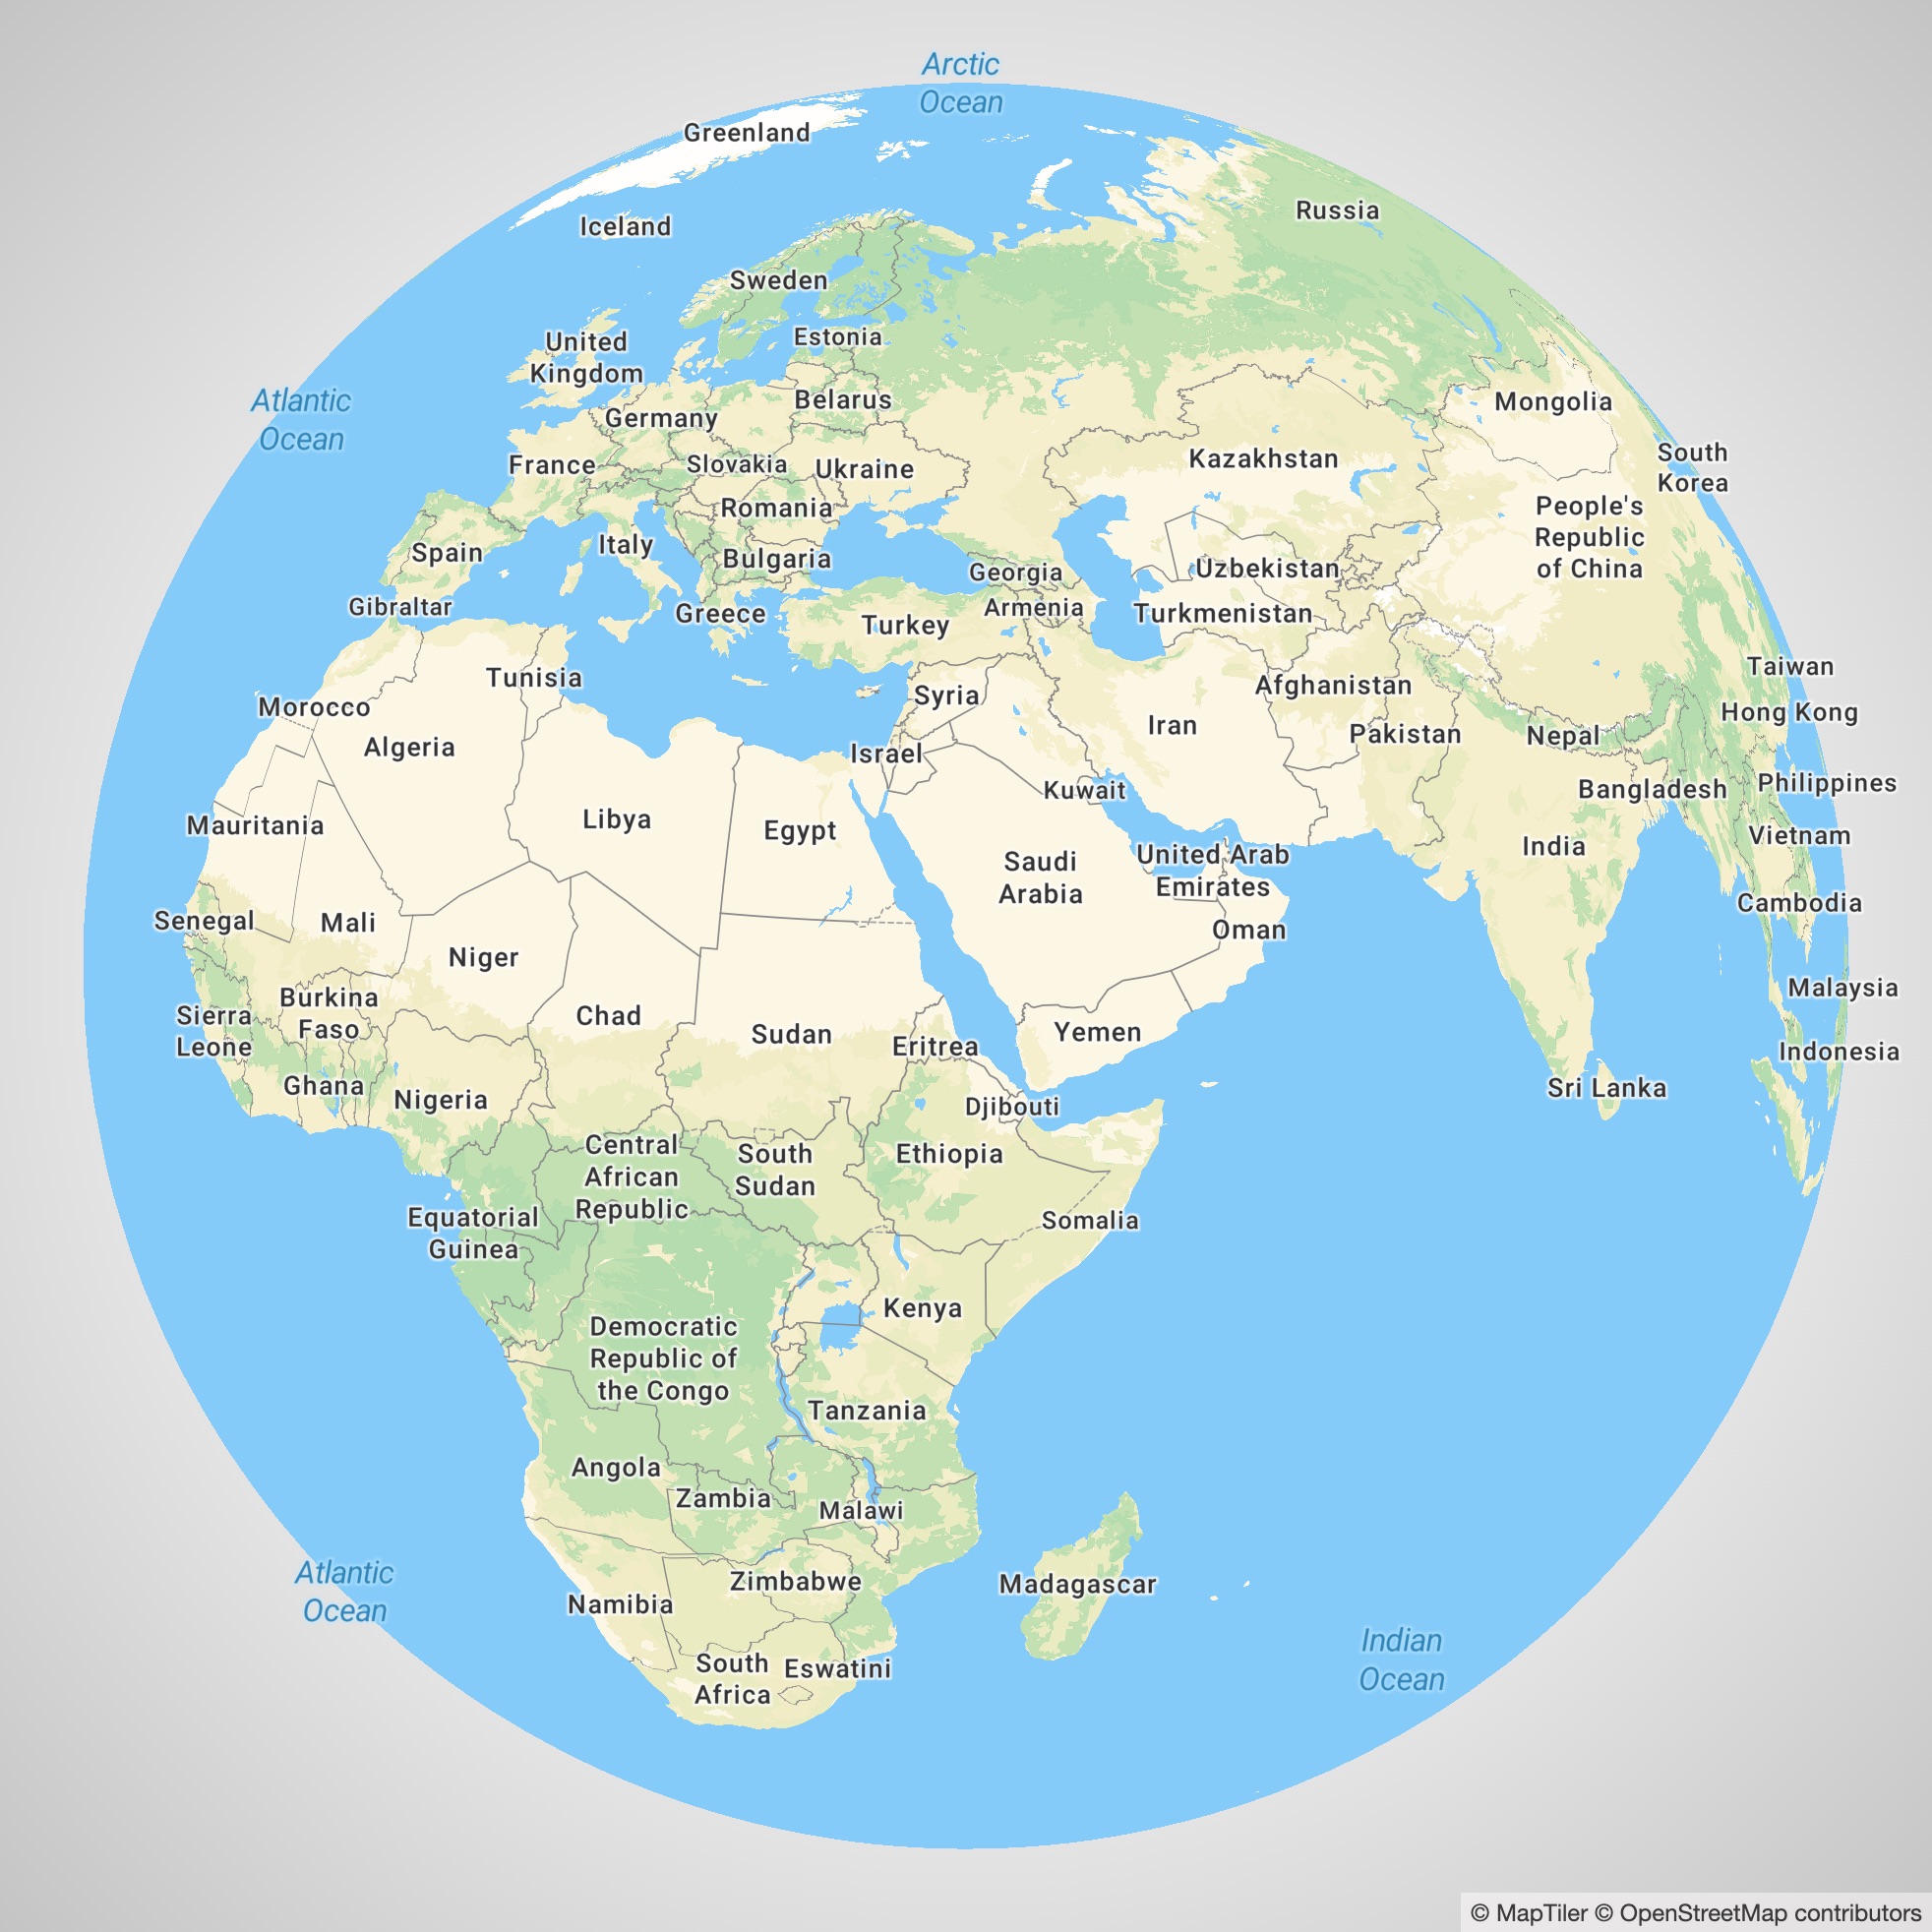 Arctic
Ocean
Greenland
Russia
Iceland
Sweden
Estonia
United
Kingdom
Belarus
Atlantic
Ocean
Germany
Mongolia
France
Slovakia
Ukraine
Kazakhstan
South
Korea
Romania
People's
Republic
of China
Spain
Italy
Bulgaria
Georgia
Uzbekistan
Gibraltar
Greece
Turkey
Armenia
Turkmenistan
Tunisia
Syria
Afghanistan
Taiwan
Morocco
Algeria
Israel
Iran
Pakistan
Nepal
Hong Kong
Kuwait
Bangladesh
Philippines
Mauritania
Libya
Egypt
Saudi
Arabia
United Arab
Emirates
India
Vietnam
Senegal
Mali
Niger
Oman
Cambodia
Burkina
Faso
Sierra
Leone
Chad
Sudan
Eritrea
Yemen
Malaysia
Indonesia
Ghana
Nigeria
Djibouti
Sri Lanka
Central
African
Republic
South
Sudan
Ethiopia
Equatorial
Guinea
Somalia
Kenya
Democratic
Republic of
the Congo
Tanzania
Angola
Zambia
Malawi
Atlantic
Ocean
Namibia
Zimbabwe
Madagascar
South
Africa
Eswatini
Indian
Ocean
© MapTiler © OpenStreetMap contributors